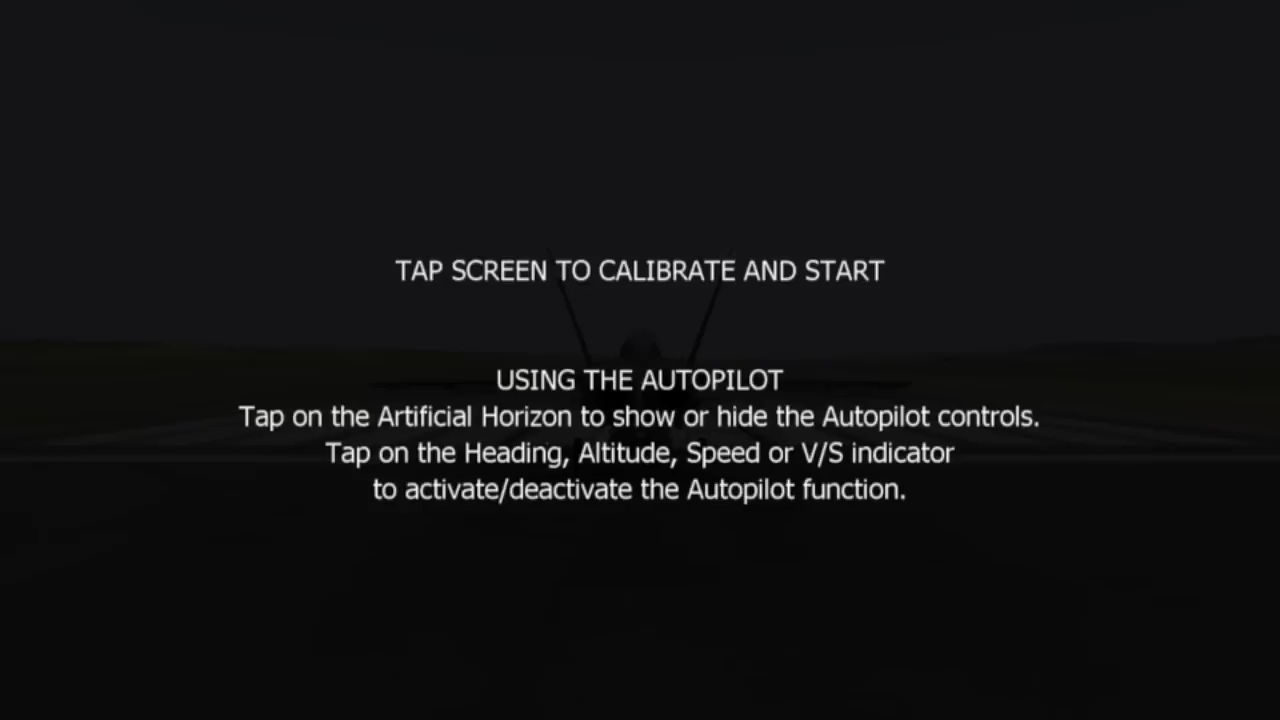 TAP SCREEN TO CALIBRATE AND START
USING THE AUTOPILOT
Tap on the Artificial Horizon to show or hide the Autopilot controls.
Tap on the Heading, Altitude, Speed or V/S indicator
to activate/deactivate the Autopilot function.